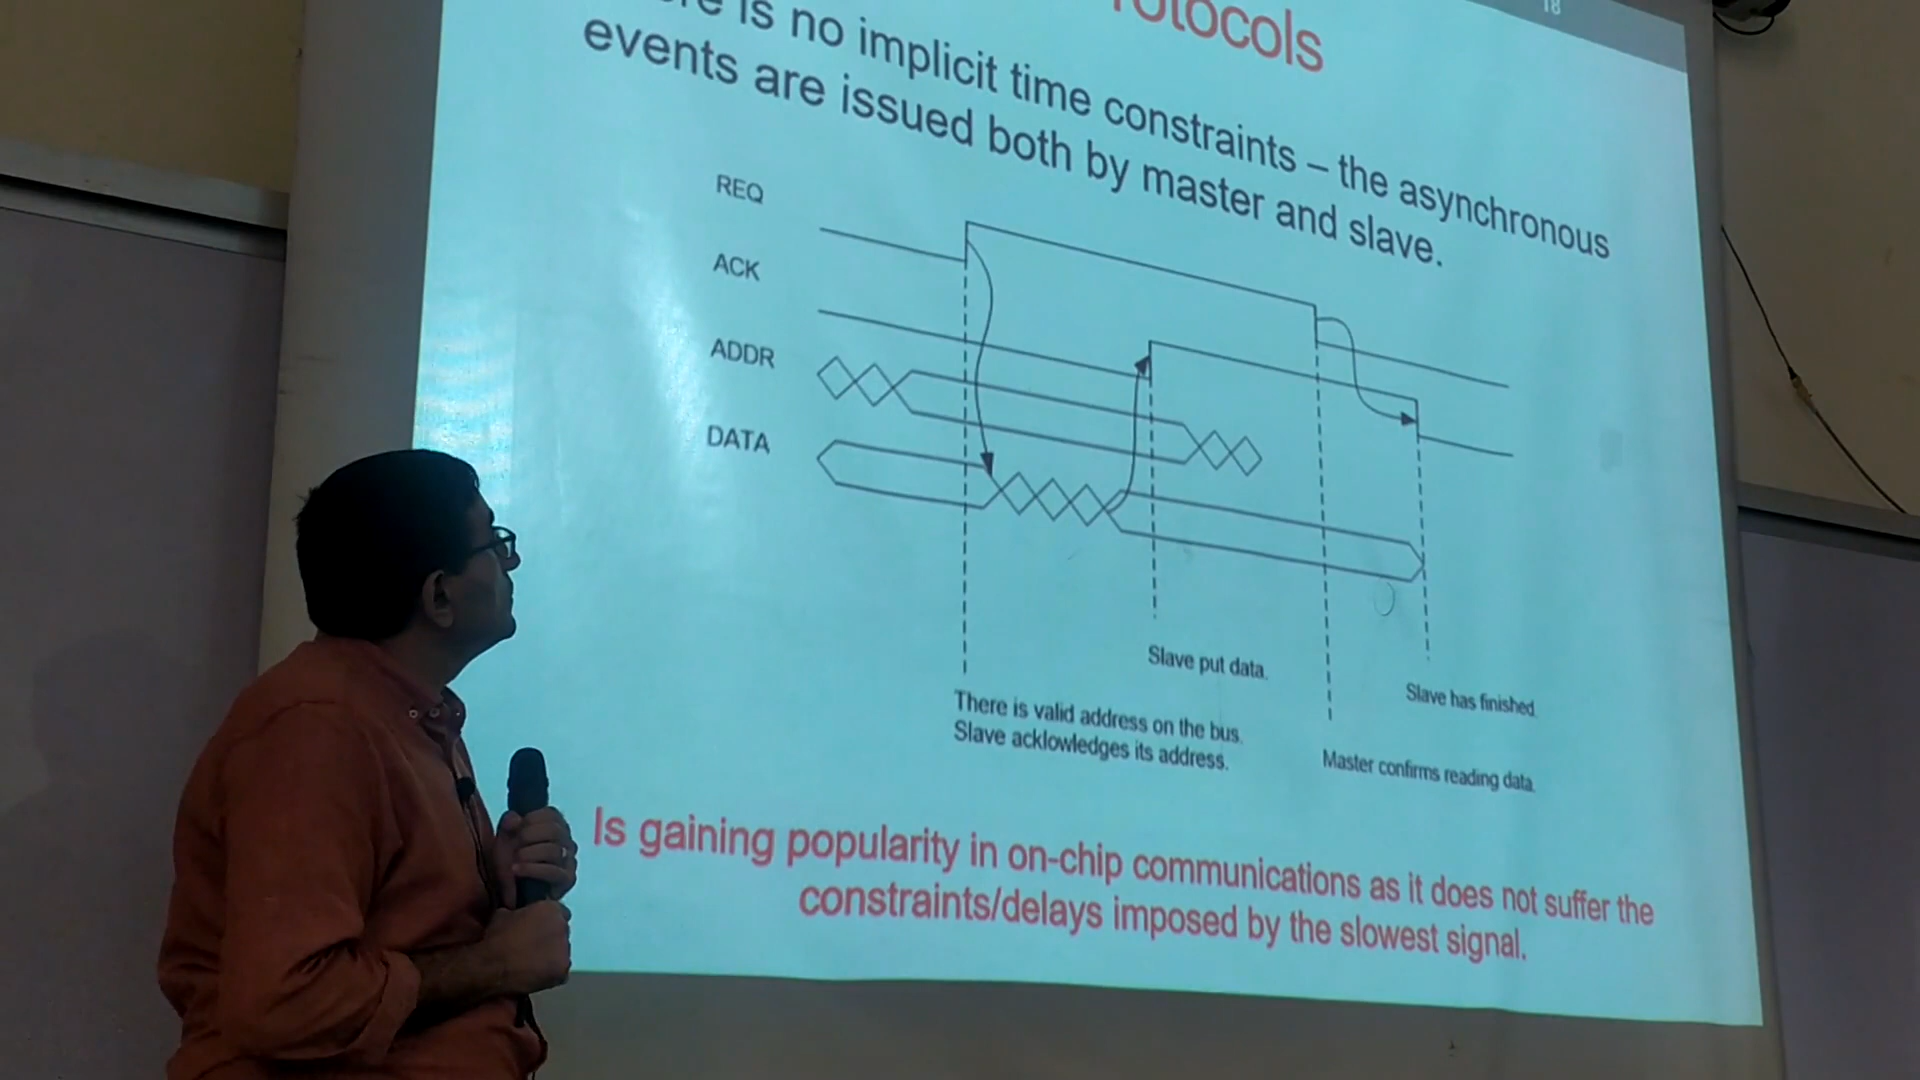 18
is no implicit time constraints – the asynchronous
events are issued both by master and slave.
REQ
ACK
ADDR
DATA
Slave put data.
Slave has finished.
There is valid address on the bus.
Slave acklowledges its address.
Master confirms reading data.
Is gaining popularity in on-chip communications as it does not suffer the
constraints/delays imposed by the slowest signal.